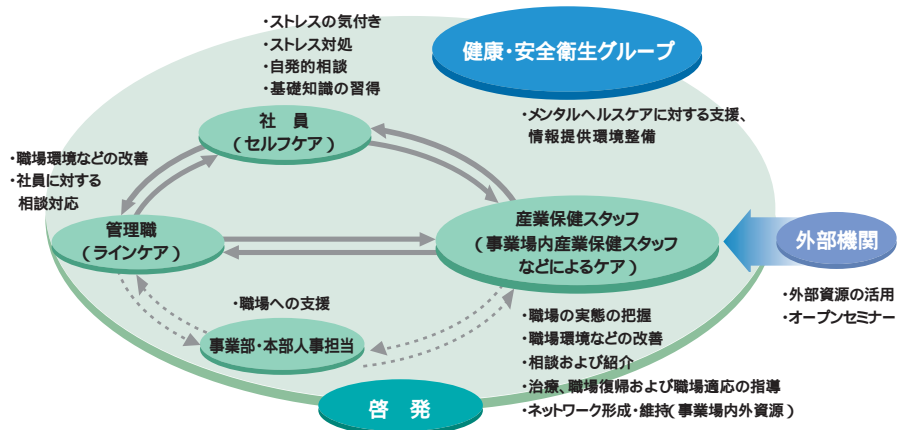 ・ストレスの気付き
・ストレス対処
・自発的相談
・基礎知識の習得
健康・安全衛生グループ
・メンタルヘルスケアに対する支援、
情報提供環境整備
社 員
(セルフケア)
・職場環境などの改善
・社員に対する
相談対応
管理職
(ラインケア)
産業保健スタッフ
(事業場内産業保健スタッフ
などによるケア)
外部機関
・外部資源の活用
・オープンセミナー
・職場への支援
事業部・本部人事担当
・職場の実態の把握
・職場環境などの改善
・相談および紹介
・治療、職場復帰および職場適応の指導
・ネットワーク形成・維持(事業場内外資源)
啓 発